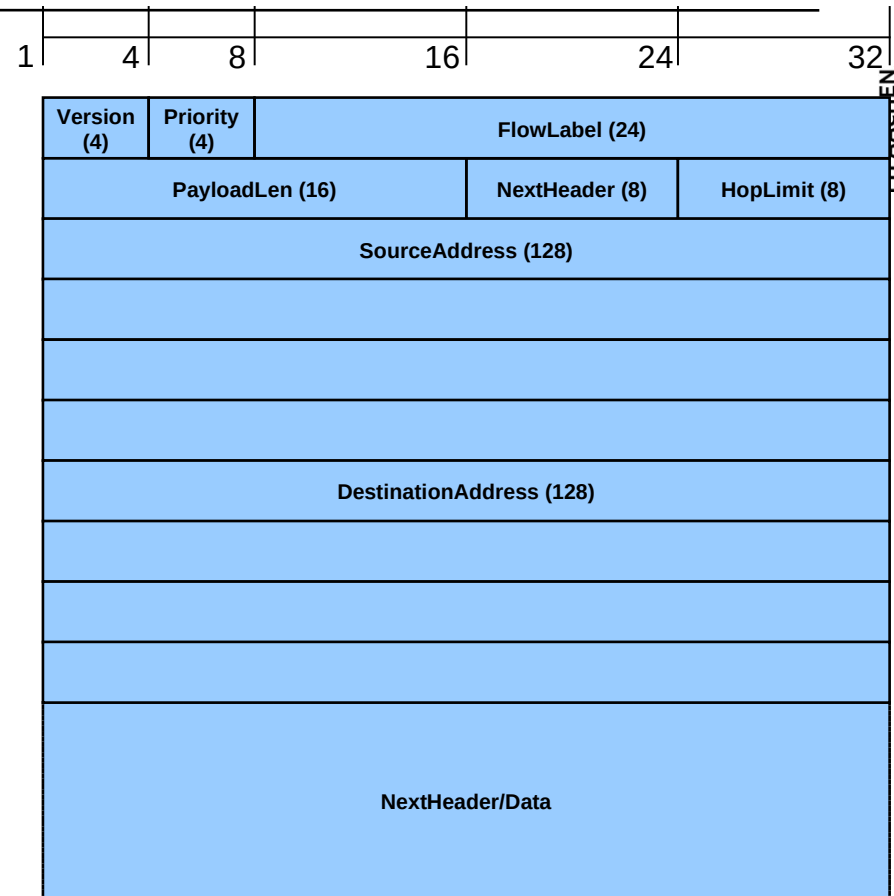 1 4 8 16 24 32
Version Priority
(4) (4) FlowLabel (24)
PayloadLen (16) NextHeader (8) HopLimit (8)
SourceAddress (128)
DestinationAddress (128)
NextHeader/Data